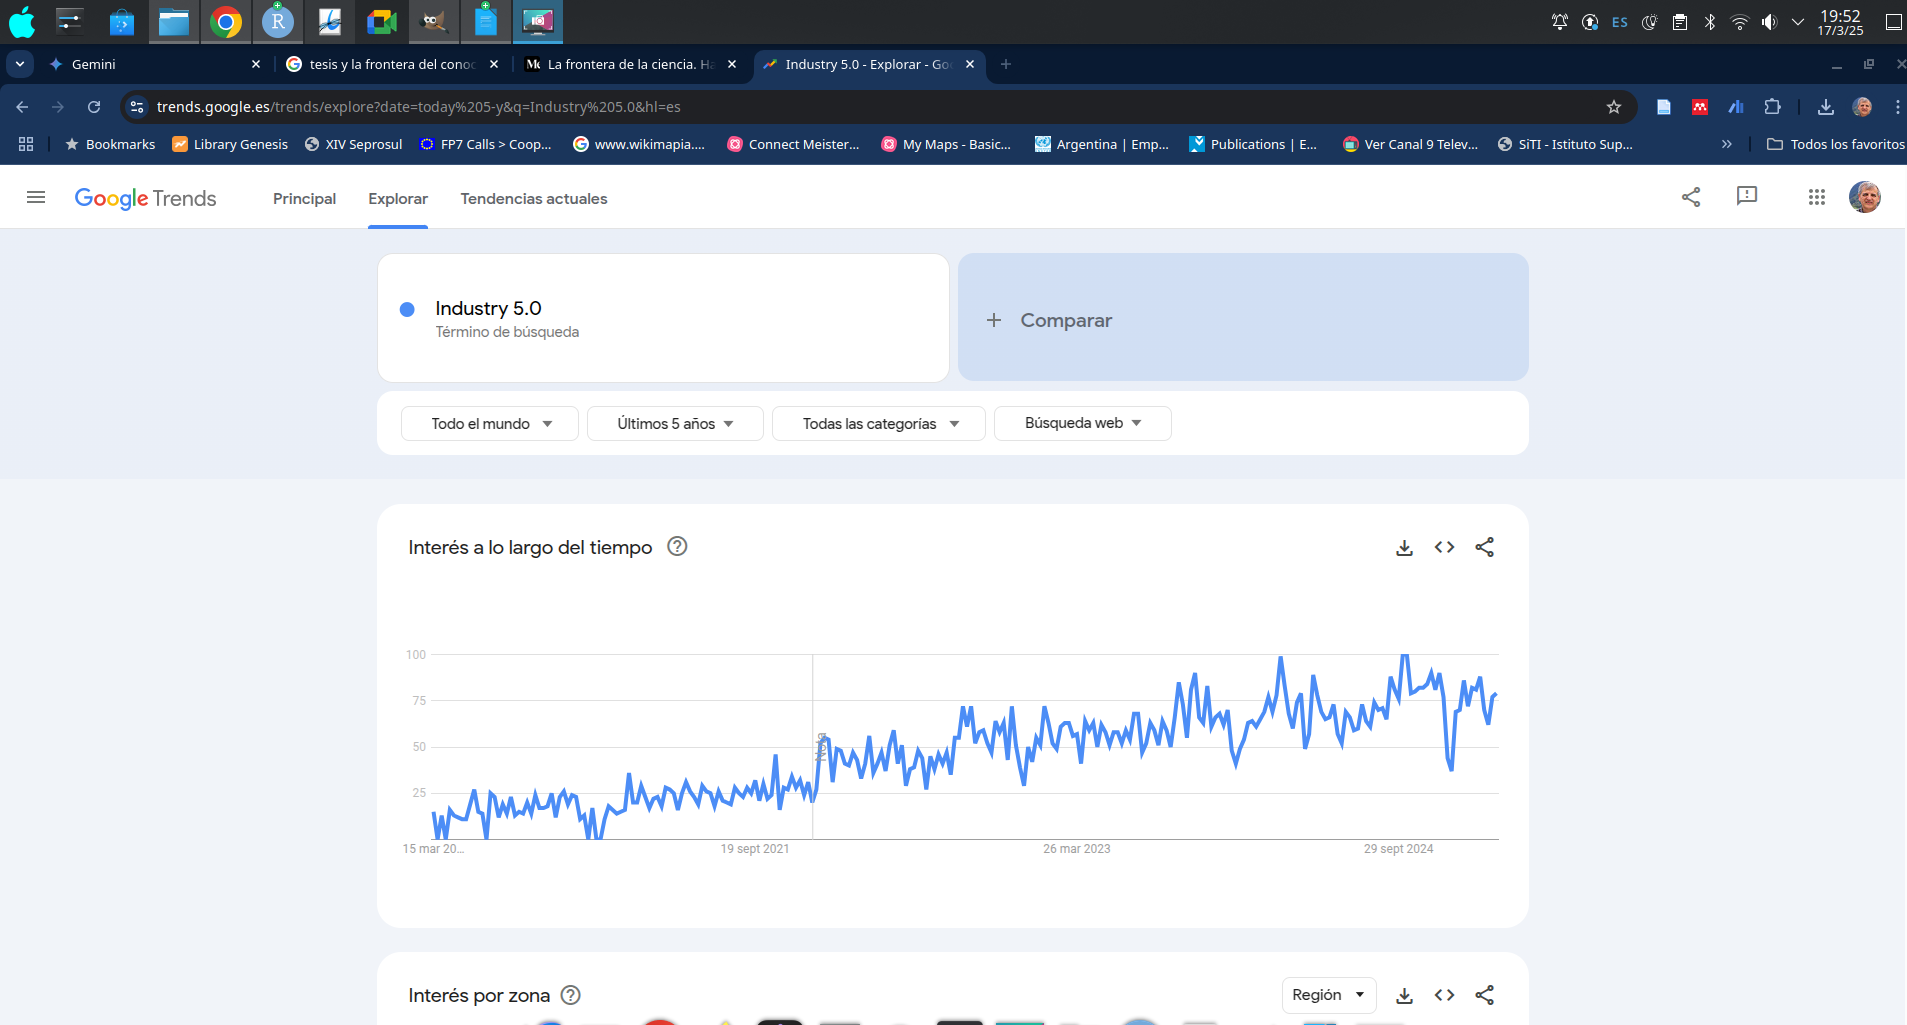 ES
19:52
17/3/25
Gemini
tesis y la frontera del conoc
La frontera de la ciencia. Ha
Industry 5.0 - Explorar - Goo
trends.google.es/trends/explore?date=today%205-y&q=Industry%205.0&hl=es
Bookmarks
Library Genesis
XIV Seprosul
FP7 Calls > Coop...
www.wikimapia....
Connect Meister...
My Maps - Basic...
Argentina | Emp...
Publications | E...
Ver Canal 9 Telev...
SiTI - Istituto Sup...
»
Todos los favoritos
Google Trends
Principal
Explorar
Tendencias actuales
Industry 5.0
Término de búsqueda
+ Comparar
Todo el mundo
Últimos 5 años
Todas las categorías
Búsqueda web
Interés a lo largo del tiempo
100
75
50
25
Nota
15 mar 20...
19 sept 2021
26 mar 2023
29 sept 2024
Interés por zona
Región